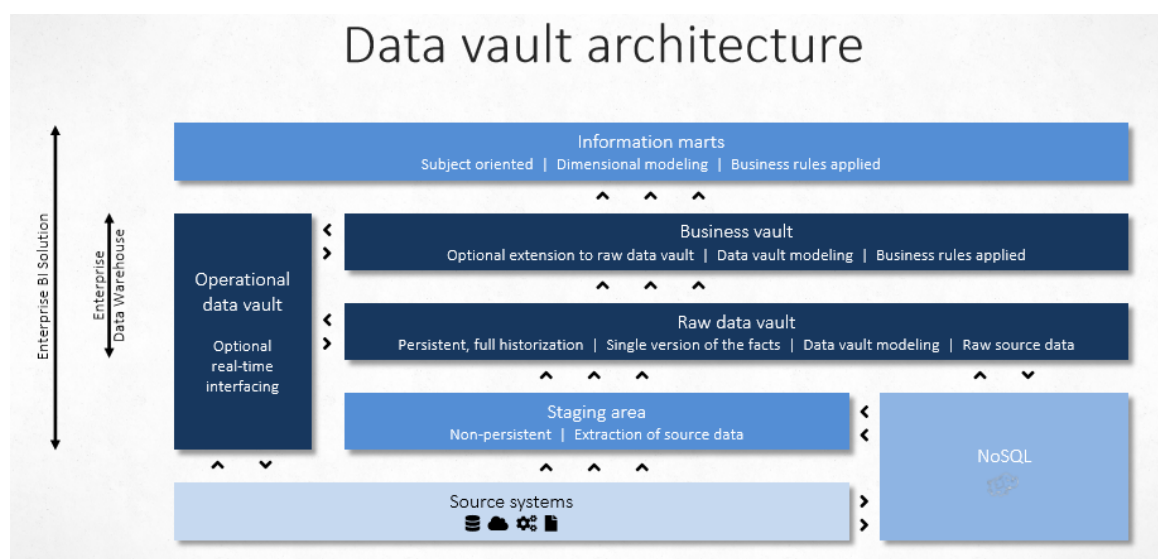 Data vault architecture
Information marts
Subject oriented | Dimensional modeling | Business rules applied
Enterprise BI Solution
Enterprise
Data Warehouse
Operational
data vault
Optional
real-time
interfacing
Business vault
Optional extension to raw data vault | Data vault modeling | Business rules applied
Raw data vault
Persistent, full historization | Single version of the facts | Data vault modeling | Raw source data
Staging area
Non-persistent | Extraction of source data
NoSQL
Source systems